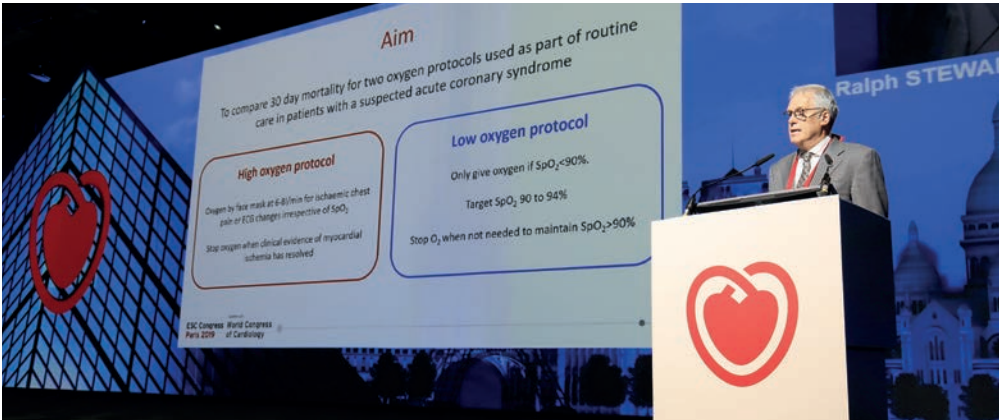 Aim
To compare 30 day mortality for two oxygen protocols used as part of routine
care in patients with a suspected acute coronary syndrome
High oxygen protocol
Oxygen by face mask at 6-8l/min for ischaemic chest
pain or ECG changes irrespective of SpO₂
Stop oxygen when clinical evidence of myocardial
ischemia has resolved
Low oxygen protocol
Only give oxygen if SpO₂<90%.
Target SpO₂ 90 to 94%
Stop O₂ when not needed to maintain SpO₂>90%
ESC Congress
Paris 2019
World Congress
of Cardiology
Ralph STEWA